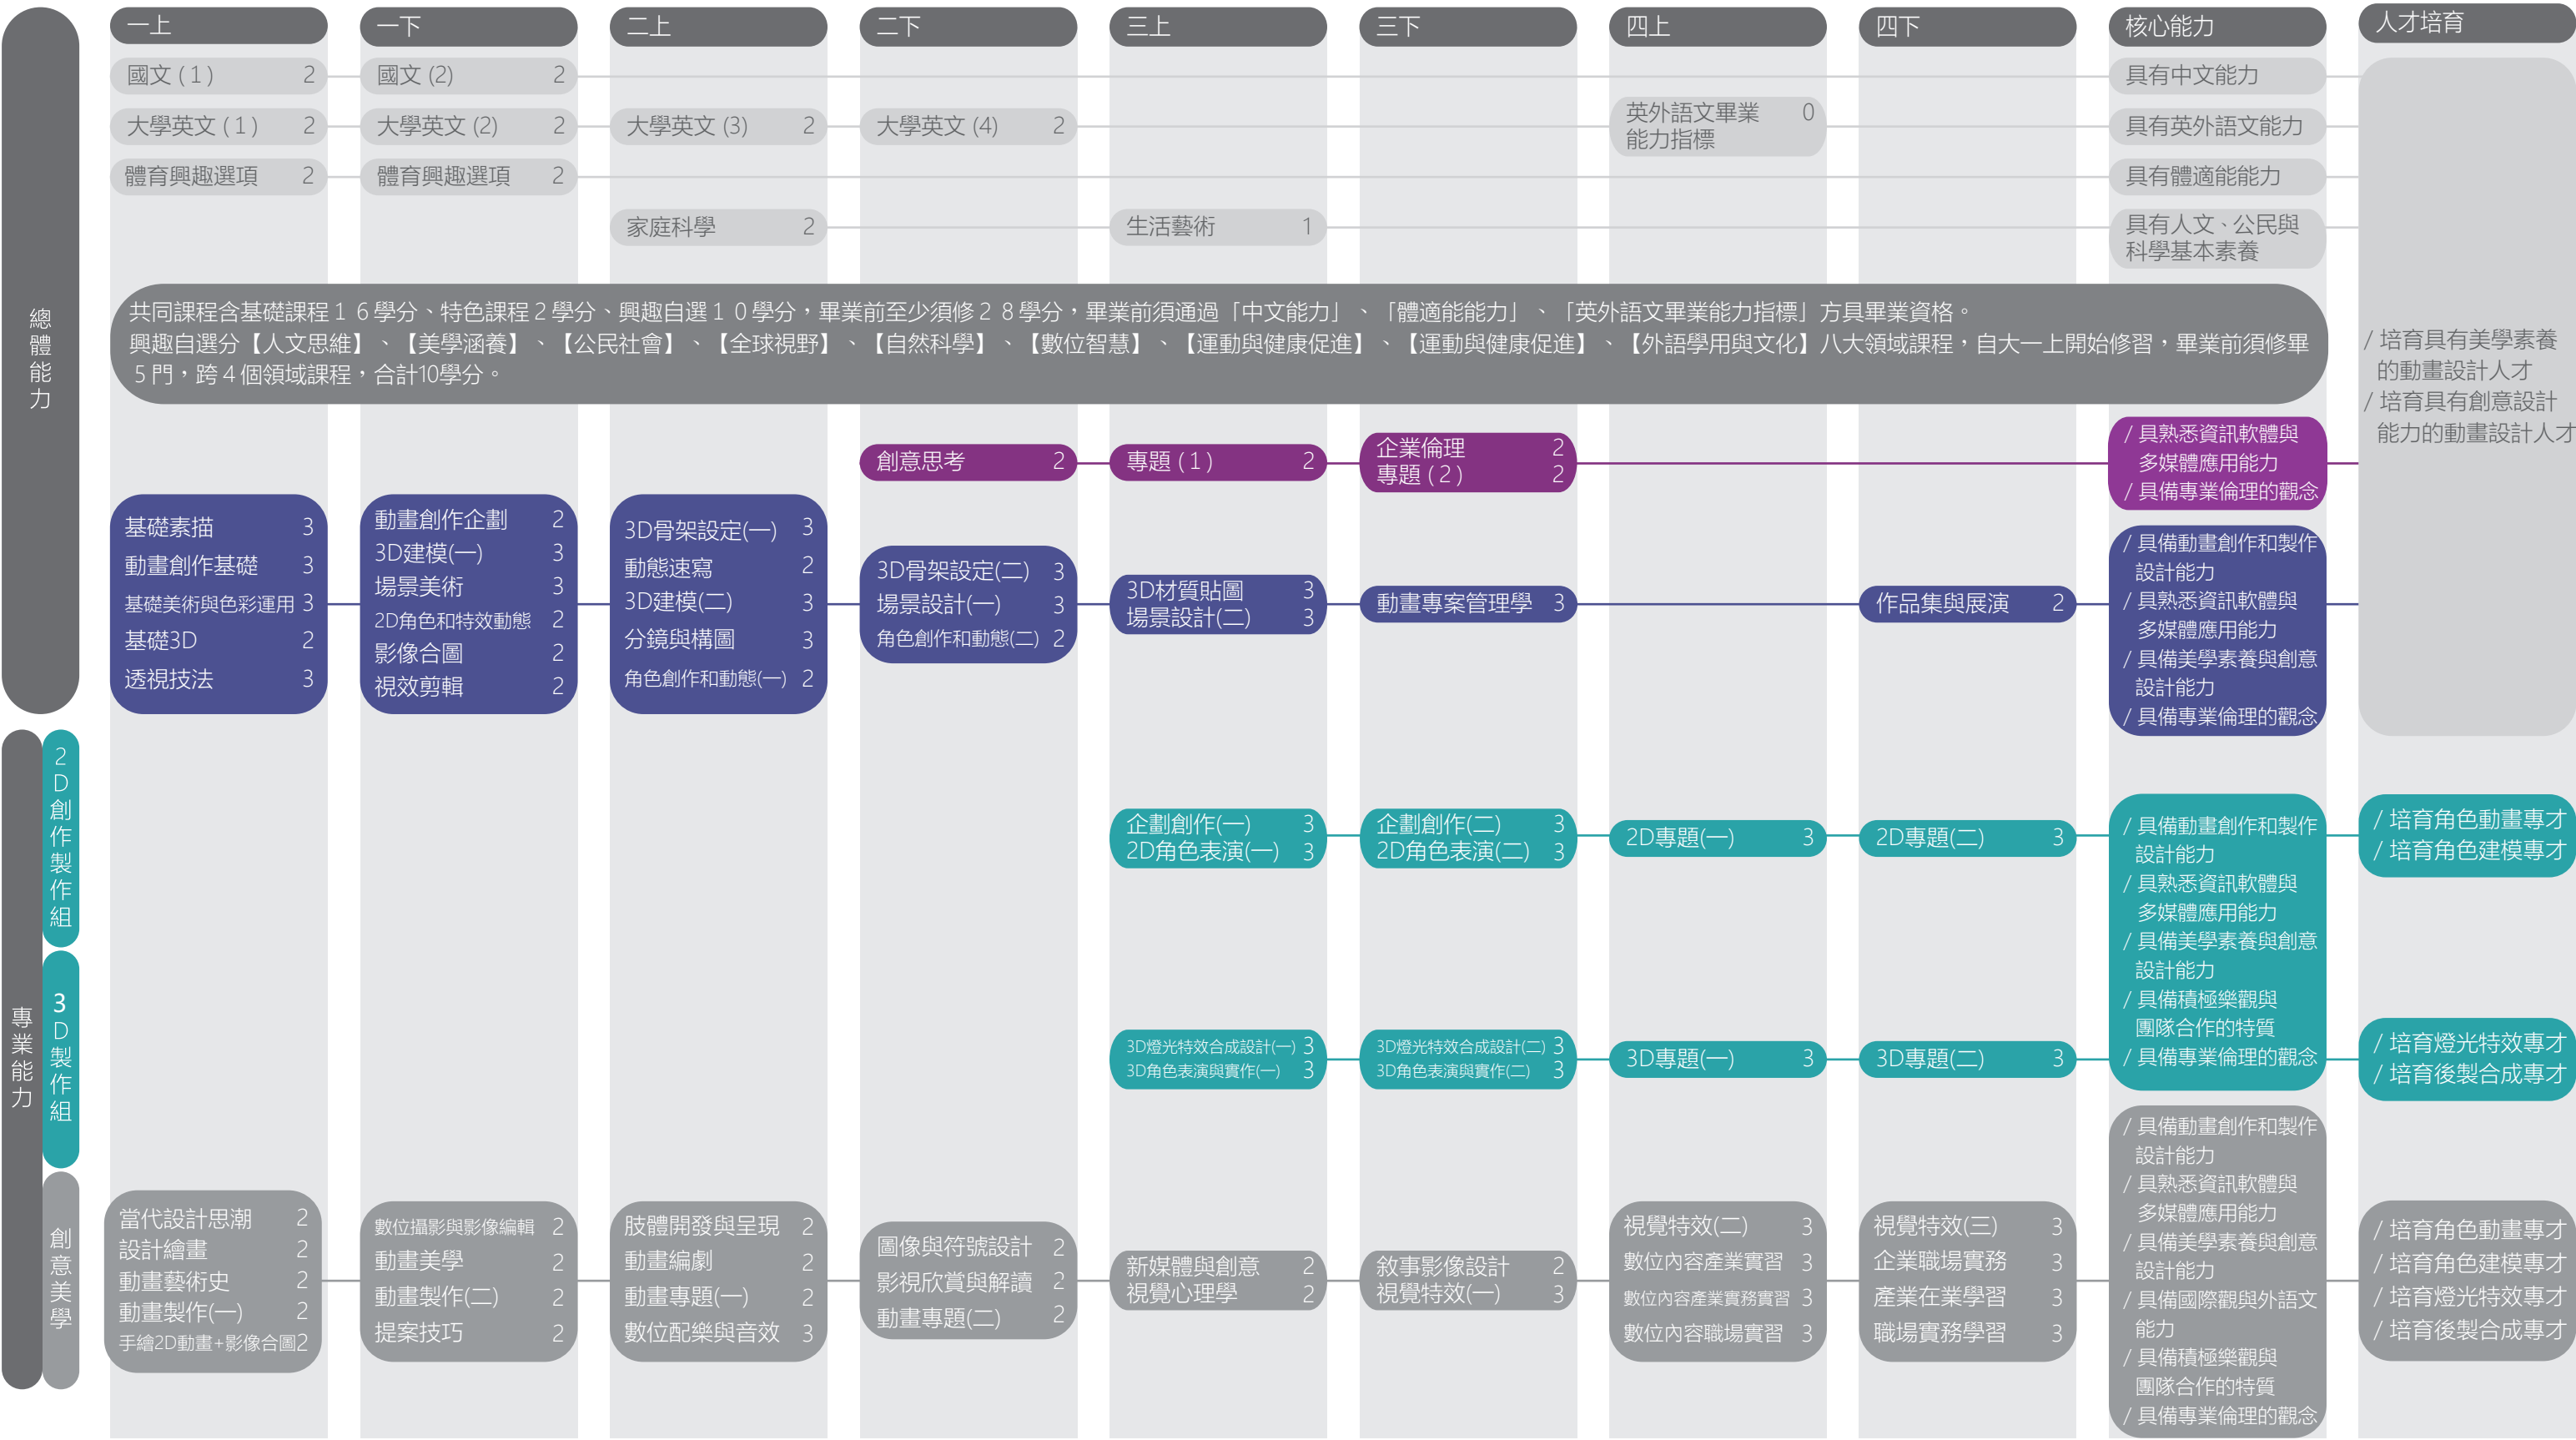 一上
一下
二上
二下
三上
三下
四上
四下
核心能力
人才培育
總體能力
國文 ( 1 ) 2
國文 (2) 2
具有中文能力
大學英文 ( 1 ) 2
大學英文 (2) 2
大學英文 (3) 2
大學英文 (4) 2
英外語文畢業 0
能力指標
具有英外語文能力
體育興趣選項 2
體育興趣選項 2
具有體適能能力
家庭科學 2
生活藝術 1
具有人文、公民與
科學基本素養
共同課程含基礎課程１６學分、特色課程２學分、興趣自選１０學分，畢業前至少須修２８學分，畢業前須通過「中文能力」、「體適能能力」、「英外語文畢業能力指標」方具畢業資格。
興趣自選分【人文思維】、【美學涵養】、【公民社會】、【全球視野】、【自然科學】、【數位智慧】、【運動與健康促進】、【運動與健康促進】、【外語學用與文化】八大領域課程，自大一上開始修習，畢業前須修畢
５門，跨４個領域課程，合計10學分。
/ 培育具有美學素養
的動畫設計人才
/ 培育具有創意設計
能力的動畫設計人才
創意思考 2
專題 ( 1 ) 2
企業倫理 2
專題 ( 2 ) 2
/ 具熟悉資訊軟體與
多媒體應用能力
/ 具備專業倫理的觀念
基礎素描 3
動畫創作基礎 3
基礎美術與色彩運用 3
基礎3D 2
透視技法 3
動畫創作企劃 2
3D建模(一) 3
場景美術 3
2D角色和特效動態 2
影像合圖 2
視效剪輯 2
3D骨架設定(一) 3
動態速寫 2
3D建模(二) 3
分鏡與構圖 3
角色創作和動態(一) 2
3D骨架設定(二) 3
場景設計(一) 3
角色創作和動態(二) 2
3D材質貼圖 3
場景設計(二) 3
動畫專案管理學 3
作品集與展演 2
/ 具備動畫創作和製作
設計能力
/ 具熟悉資訊軟體與
多媒體應用能力
/ 具備美學素養與創意
設計能力
/ 具備專業倫理的觀念
專業能力
2D創作製作組
企劃創作(一) 3
2D角色表演(一) 3
企劃創作(二) 3
2D角色表演(二) 3
2D專題(一) 3
2D專題(二) 3
/ 具備動畫創作和製作
設計能力
/ 具熟悉資訊軟體與
多媒體應用能力
/ 具備美學素養與創意
設計能力
/ 具備積極樂觀與
團隊合作的特質
/ 具備專業倫理的觀念
/ 培育角色動畫專才
/ 培育角色建模專才
3D製作組
3D燈光特效合成設計(一) 3
3D角色表演與實作(一) 3
3D燈光特效合成設計(二) 3
3D角色表演與實作(二) 3
3D專題(一) 3
3D專題(二) 3
/ 培育燈光特效專才
/ 培育後製合成專才
創意美學
當代設計思潮 2
設計繪畫 2
動畫藝術史 2
動畫製作(一) 2
手繪2D動畫+影像合圖2
數位攝影與影像編輯 2
動畫美學 2
動畫製作(二) 2
提案技巧 2
肢體開發與呈現 2
動畫編劇 2
動畫專題(一) 2
數位配樂與音效 3
圖像與符號設計 2
影視欣賞與解讀 2
動畫專題(二) 2
新媒體與創意 2
視覺心理學 2
敘事影像設計 2
視覺特效(一) 3
視覺特效(二) 3
數位內容產業實習 3
數位內容產業實務實習 3
數位內容職場實習 3
視覺特效(三) 3
企業職場實務 3
產業在業學習 3
職場實務學習 3
/ 具備動畫創作和製作
設計能力
/ 具熟悉資訊軟體與
多媒體應用能力
/ 具備美學素養與創意
設計能力
/ 具備國際觀與外語文
能力
/ 具備積極樂觀與
團隊合作的特質
/ 具備專業倫理的觀念
/ 培育角色動畫專才
/ 培育角色建模專才
/ 培育燈光特效專才
/ 培育後製合成專才